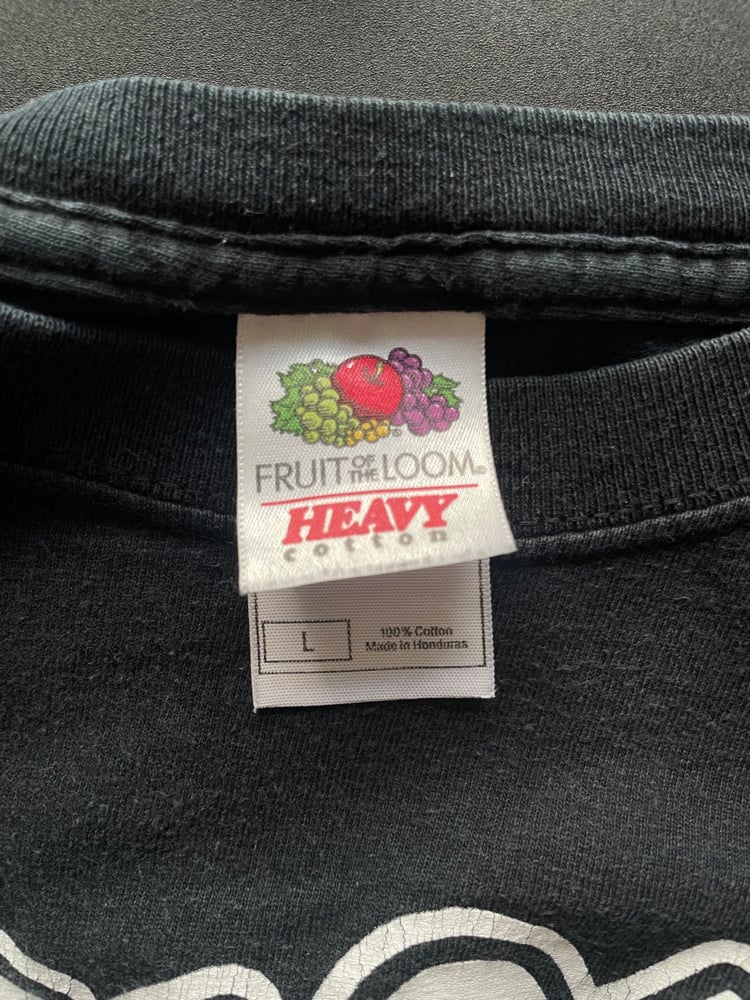 FRUIT OF THE LOOM®
HEAVY
cotton
L
100% Cotton
Made in Honduras